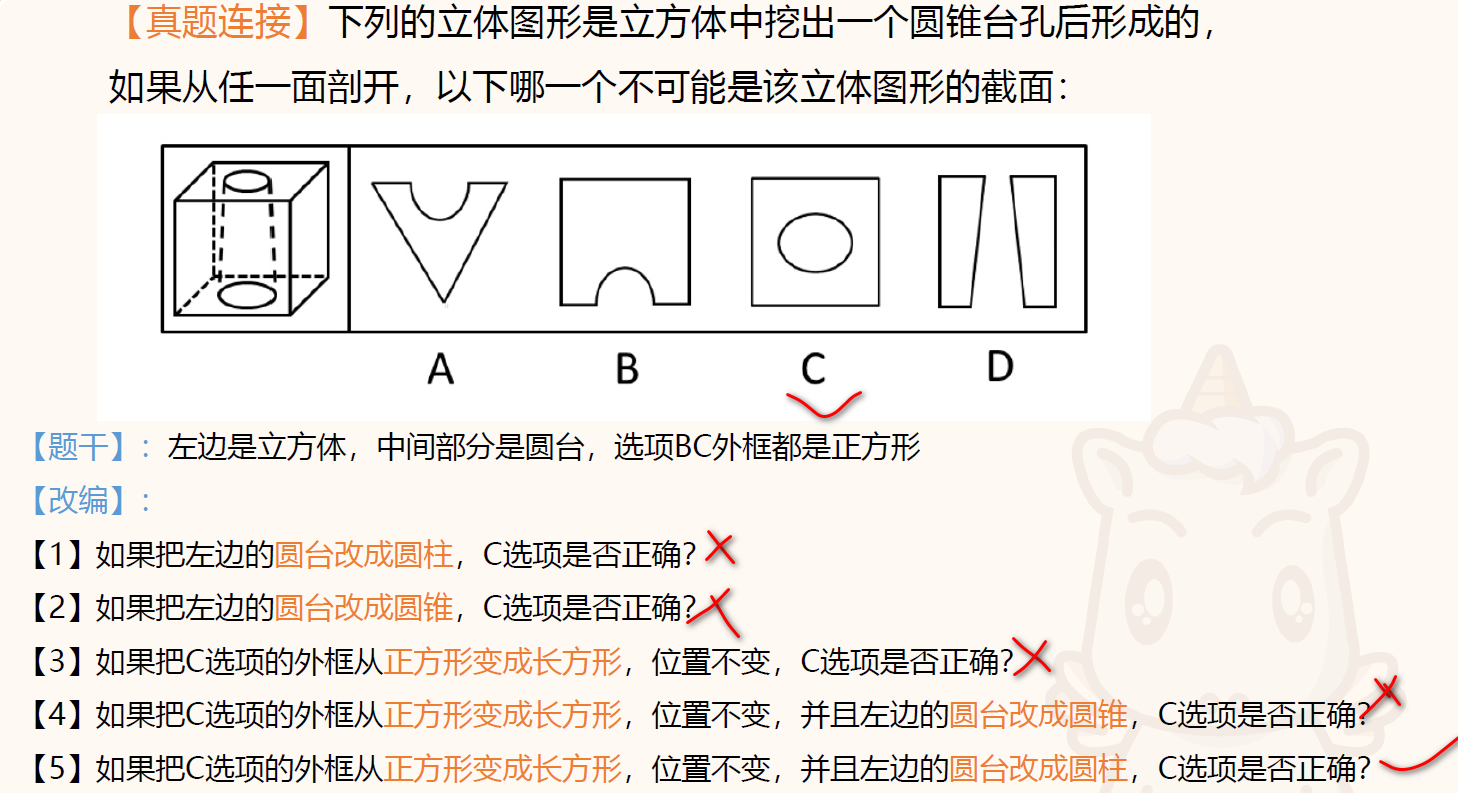 【真题连接】下列的立体图形是立方体中挖出一个圆锥台孔后形成的，
如果从任一面剖开，以下哪一个不可能是该立体图形的截面：
A B C D
【题干】：左边是立方体，中间部分是圆台，选项BC外框都是正方形
【改编】：
【1】如果把左边的圆台改成圆柱，C选项是否正确？
【2】如果把左边的圆台改成圆锥，C选项是否正确？
【3】如果把C选项的外框从正方形变成长方形，位置不变，C选项是否正确？
【4】如果把C选项的外框从正方形变成长方形，位置不变，并且左边的圆台改成圆锥，C选项是否正确？
【5】如果把C选项的外框从正方形变成长方形，位置不变，并且左边的圆台改成圆柱，C选项是否正确？